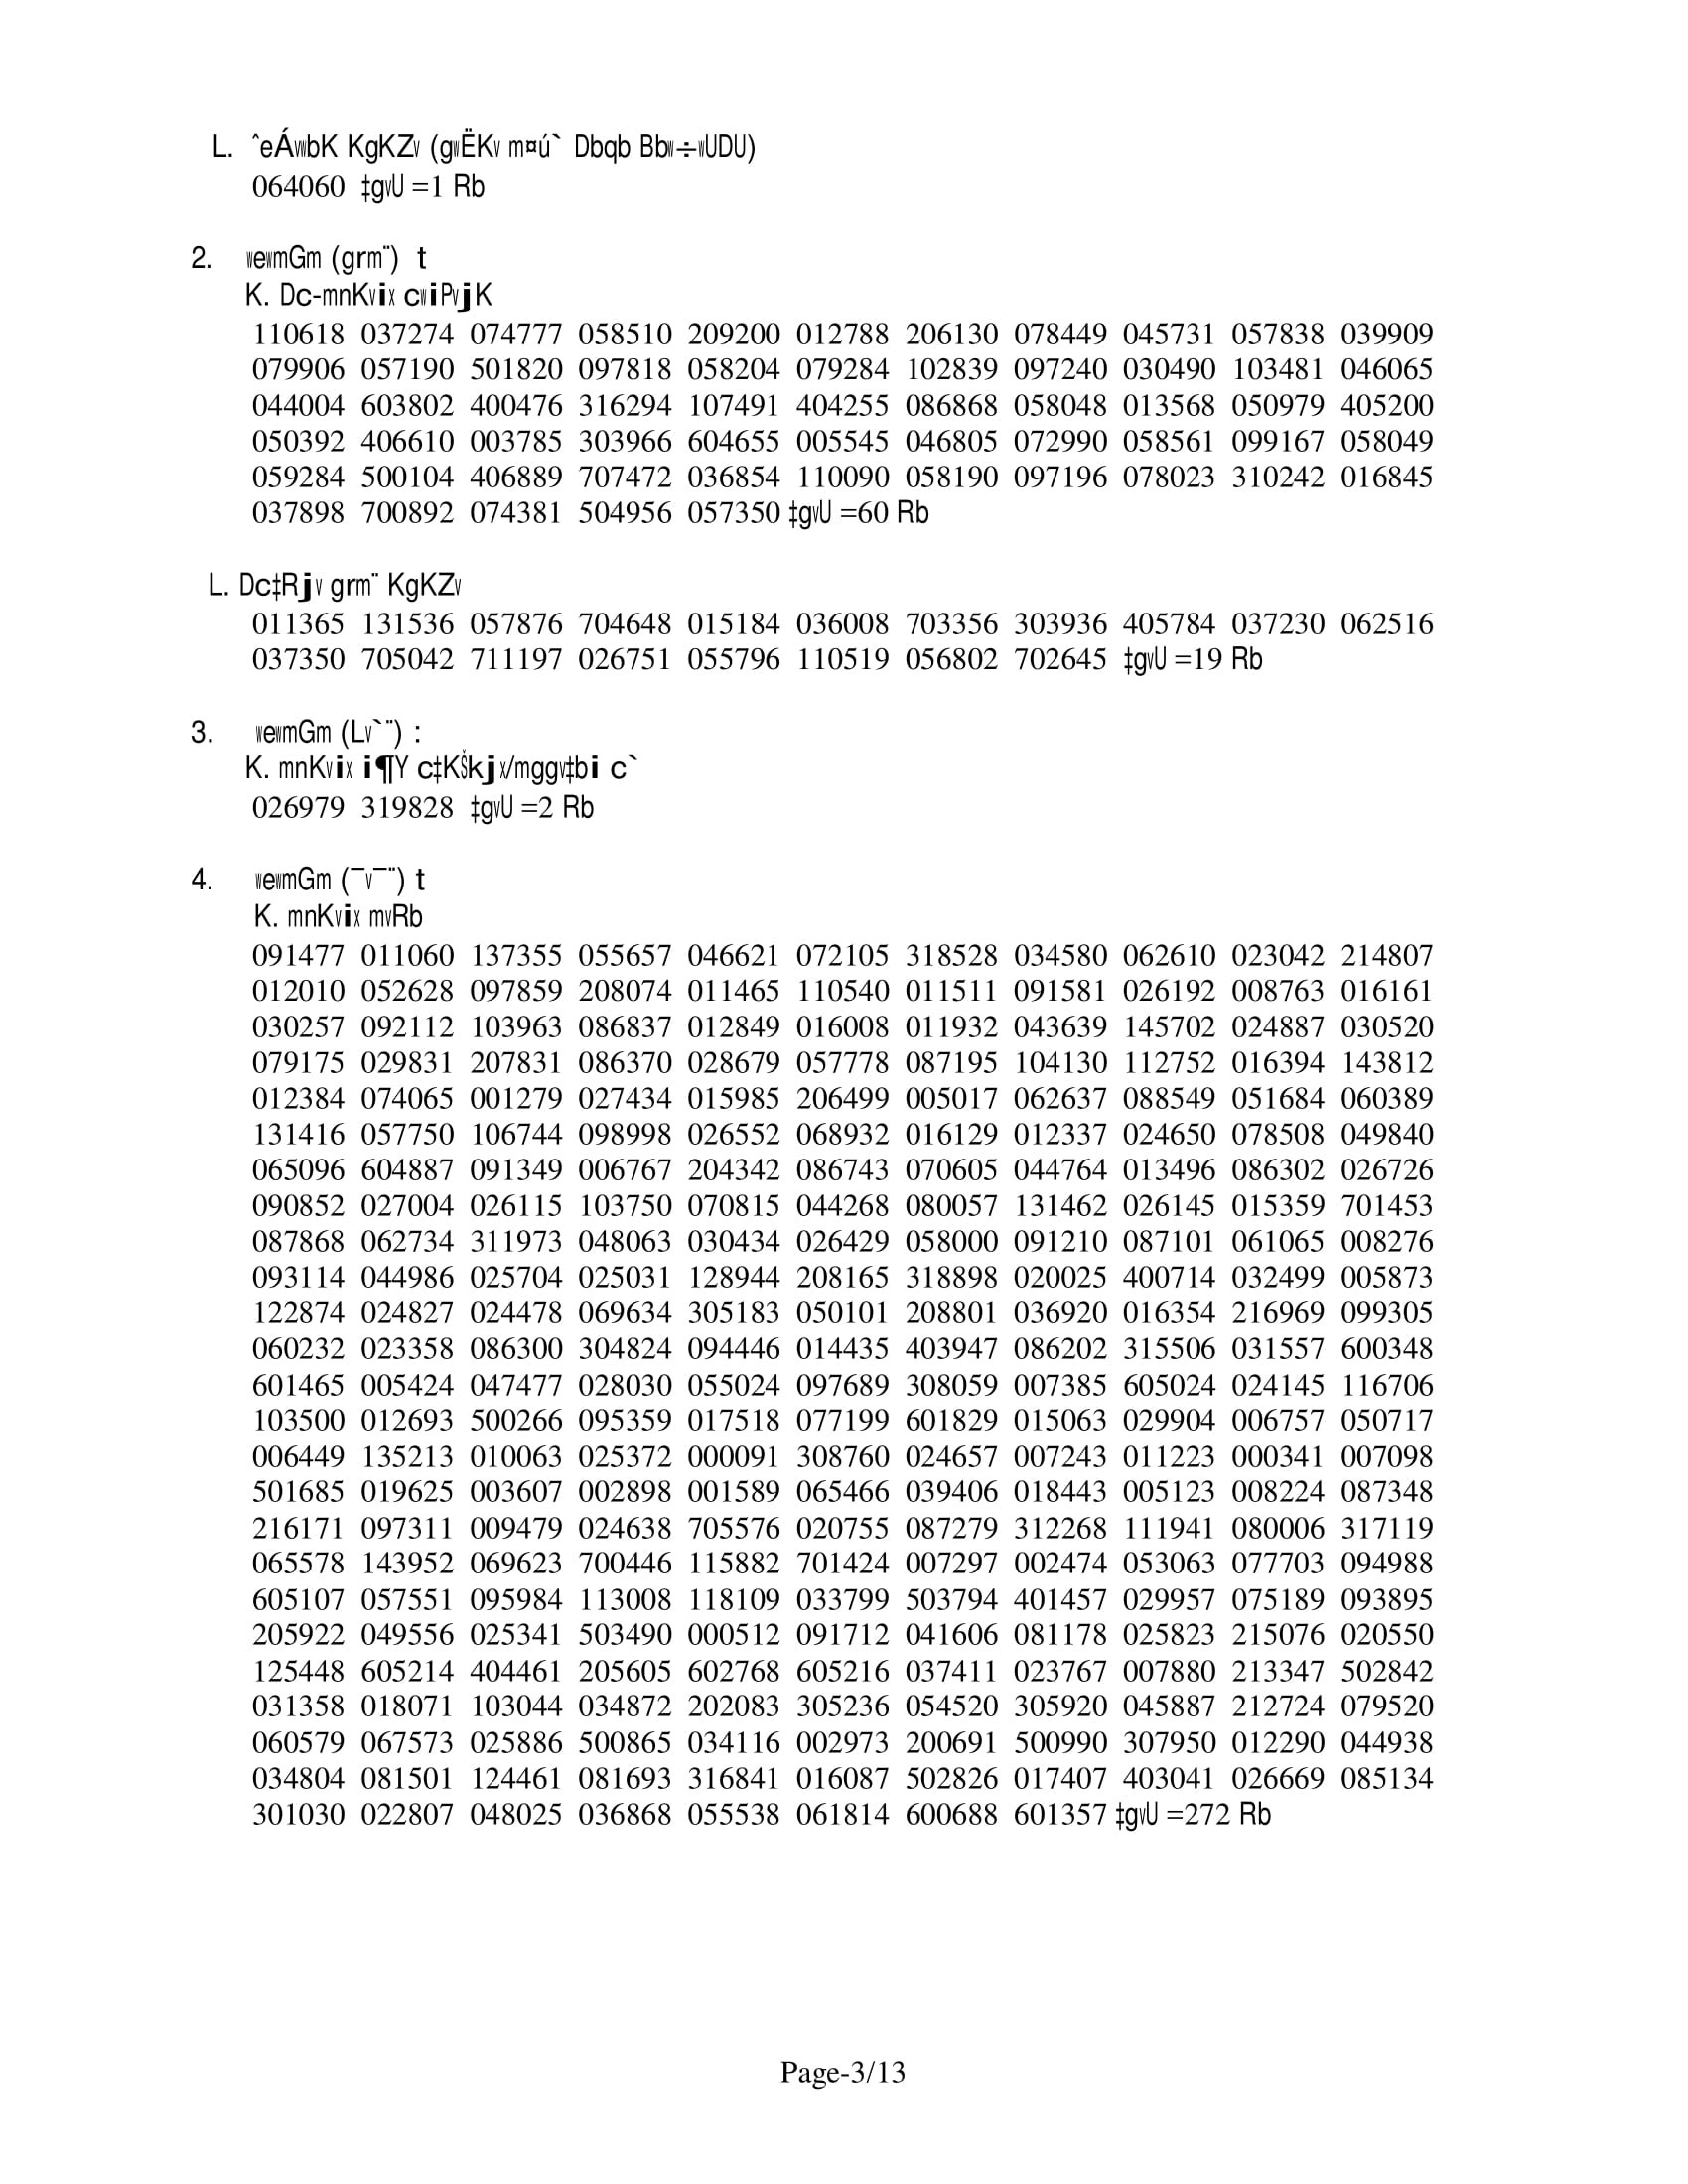 L. ˆeÁvwbK KgKZv (gwËKv m¤ú` Dbqb Bbw÷wUDU)
064060 ‡gvU =1 Rb
2. wewmGm (grm¨) t
K. Dc-mnKvix cwiPvjK
110618 037274 074777 058510 209200 012788 206130 078449 045731 057838 039909
079906 057190 501820 097818 058204 079284 102839 097240 030490 103481 046065
044004 603802 400476 316294 107491 404255 086868 058048 013568 050979 405200
050392 406610 003785 303966 604655 005545 046805 072990 058561 099167 058049
059284 500104 406889 707472 036854 110090 058190 097196 078023 310242 016845
037898 700892 074381 504956 057350 ‡gvU =60 Rb
L. Dc‡Rjv grm¨ KgKZv
011365 131536 057876 704648 015184 036008 703356 303936 405784 037230 062516
037350 705042 711197 026751 055796 110519 056802 702645 ‡gvU =19 Rb
3. wewmGm (Lv`¨) :
K. mnKvix i¶Y c‡KŠkjx/mggv‡bi c`
026979 319828 ‡gvU =2 Rb
4. wewmGm (¯v¯¨) t
K. mnKvix mvRb
091477 011060 137355 055657 046621 072105 318528 034580 062610 023042 214807
012010 052628 097859 208074 011465 110540 011511 091581 026192 008763 016161
030257 092112 103963 086837 012849 016008 011932 043639 145702 024887 030520
079175 029831 207831 086370 028679 057778 087195 104130 112752 016394 143812
012384 074065 001279 027434 015985 206499 005017 062637 088549 051684 060389
131416 057750 106744 098998 026552 068932 016129 012337 024650 078508 049840
065096 604887 091349 006767 204342 086743 070605 044764 013496 086302 026726
090852 027004 026115 103750 070815 044268 080057 131462 026145 015359 701453
087868 062734 311973 048063 030434 026429 058000 091210 087101 061065 008276
093114 044986 025704 025031 128944 208165 318898 020025 400714 032499 005873
122874 024827 024478 069634 305183 050101 208801 036920 016354 216969 099305
060232 023358 086300 304824 094446 014435 403947 086202 315506 031557 600348
601465 005424 047477 028030 055024 097689 308059 007385 605024 024145 116706
103500 012693 500266 095359 017518 077199 601829 015063 029904 006757 050717
006449 135213 010063 025372 000091 308760 024657 007243 011223 000341 007098
501685 019625 003607 002898 001589 065466 039406 018443 005123 008224 087348
216171 097311 009479 024638 705576 020755 087279 312268 111941 080006 317119
065578 143952 069623 700446 115882 701424 007297 002474 053063 077703 094988
605107 057551 095984 113008 118109 033799 503794 401457 029957 075189 093895
205922 049556 025341 503490 000512 091712 041606 081178 025823 215076 020550
125448 605214 404461 205605 602768 605216 037411 023767 007880 213347 502842
031358 018071 103044 034872 202083 305236 054520 305920 045887 212724 079520
060579 067573 025886 500865 034116 002973 200691 500990 307950 012290 044938
034804 081501 124461 081693 316841 016087 502826 017407 403041 026669 085134
301030 022807 048025 036868 055538 061814 600688 601357 ‡gvU =272 Rb
Page-3/13